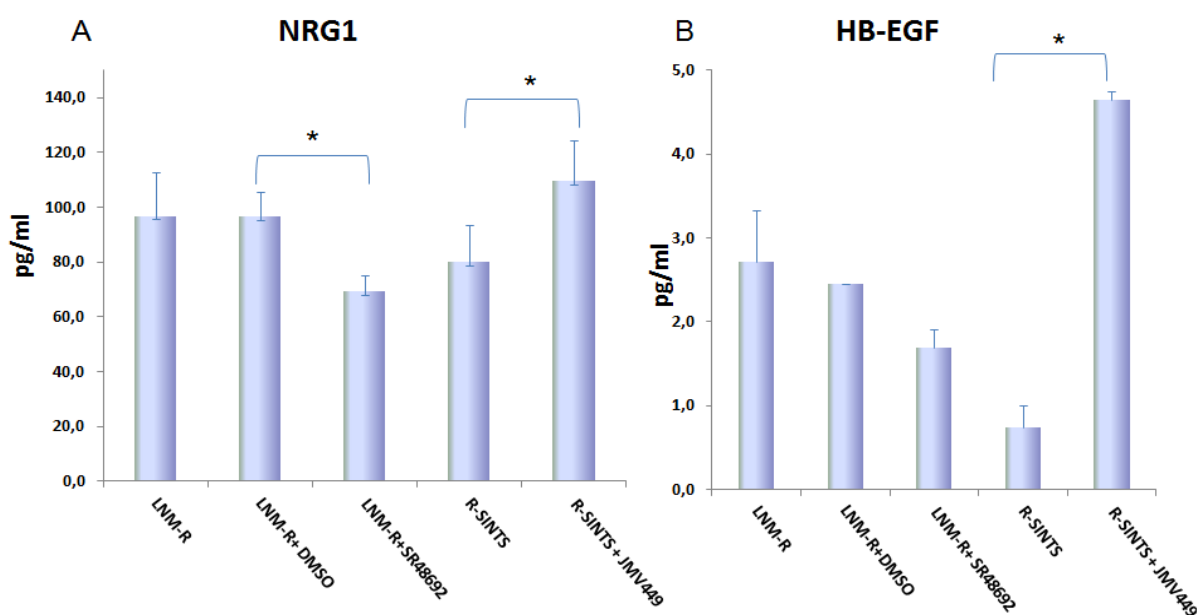 A
NRG1
pg/ml
140,0
120,0
100,0
80,0
60,0
40,0
20,0
0,0
*
*
LNM-R
LNM-R+ DMSO
LNM-R+SR48692
R-SINTS
R-SINTS + JMV449
B
HB-EGF
pg/ml
5,0
4,0
3,0
2,0
1,0
0,0
*
LNM-R
LNM-R+DMSO
LNM-R+ SR48692
R-SINTS
R-SINTS + JMV449